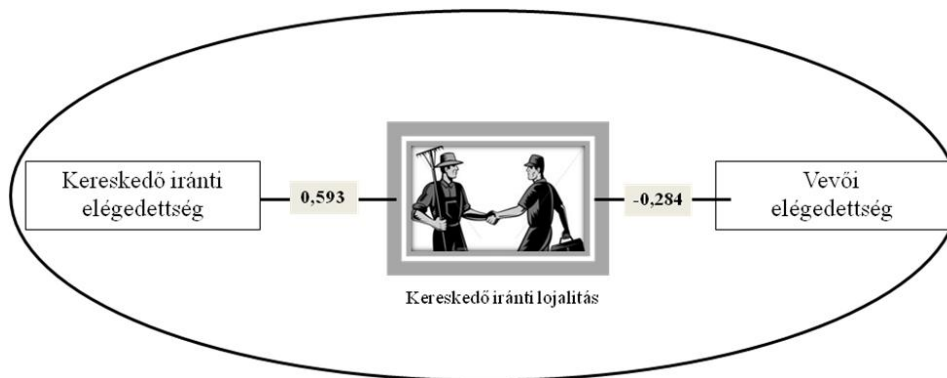 Kereskedő iránti
elégedettség
0,593
Kereskedő iránti lojalitás
-0,284
Vevői
elégedettség